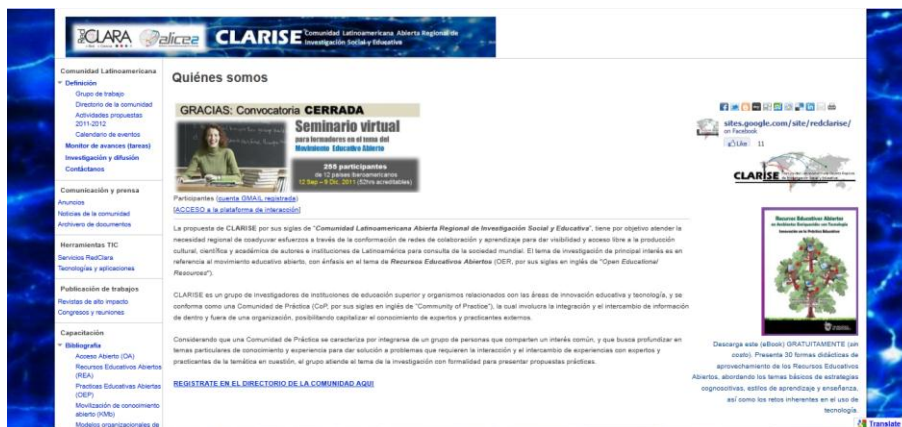 CLARA
alice2
CLARISE Comunidad Latinoamericana Abierta Regional de
Investigación Social y Educativa
Comunidad Latinoamericana
Definición
Grupo de trabajo
Directorio de la comunidad
Actividades propuestas
2011-2012
Calendario de eventos
Monitor de avances (tareas)
Investigación y difusión
Contáctanos
Comunicación y prensa
Anuncios
Noticias de la comunidad
Archivero de documentos
Herramientas TIC
Servicios RedClara
Tecnologías y aplicaciones
Publicación de trabajos
Revistas de alto impacto
Congresos y reuniones
Capacitación
Bibliografía
Acceso Abierto (OA)
Recursos Educativos Abiertos
(REA)
Practicas Educativas Abiertas
(OEP)
Movilización de conocimiento
abierto (KMb)
Modelos organizacionales de
Quiénes somos
GRACIAS: Convocatoria CERRADA
Seminario virtual
para formadores en el tema del
Movimiento Educativo Abierto
255 participantes
de 12 países iberoamericanos
12 Sep – 9 Dic, 2011 (52hrs acreditables)
Participantes (cuenta GMAIL registrada)
[ACCESO a la plataforma de interacción]
La propuesta de CLARISE por sus siglas de "Comunidad Latinoamericana Abierta Regional de Investigación Social y Educativa", tiene por objetivo atender la
necesidad regional de coadyuvar esfuerzos a través de la conformación de redes de colaboración y aprendizaje para dar visibilidad y acceso libre a la producción
cultural, científica y académica de autores e instituciones de Latinoamérica para consulta de la sociedad mundial. El tema de investigación de principal interés es en
referencia al movimiento educativo abierto, con énfasis en el tema de Recursos Educativos Abiertos (OER, por sus siglas en inglés de "Open Educational
Resources").
CLARISE es un grupo de investigadores de instituciones de educación superior y organismos relacionados con las áreas de innovación educativa y tecnología, y se
conforma como una Comunidad de Práctica (CoP, por sus siglas en inglés de "Community of Practice"), la cual involucra la integración y el intercambio de información
de dentro y fuera de una organización, posibilitando capitalizar el conocimiento de expertos y practicantes externos.
Considerando que una Comunidad de Práctica se caracteriza por integrarse de un grupo de personas que comparten un interés común, y que busca profundizar en
temas particulares de conocimiento y experiencia para dar solución a problemas que requieren la interacción y el intercambio de experiencias con expertos y
practicantes de la temática en cuestión, el grupo atiende al tema de la investigación con formalidad para presentar propuestas prácticas.
REGISTRATE EN EL DIRECTORIO DE LA COMUNIDAD AQUI
sites.google.com/site/redclarise/
on Facebook
Like 11
CLARISE
Recursos Educativos Abiertos
en Ambientes Enriquecidos con Tecnología
Innovación en la Práctica Educativa
Descarga este (eBook) GRATUITAMENTE (sin
costo). Presenta 30 formas didácticas de
aprovechamiento de los Recursos Educativos
Abiertos, abordando los temas básicos de estrategias
cognoscitivas, estilos de aprendizaje y enseñanza,
así como los retos inherentes en el uso de
tecnología.
Translate